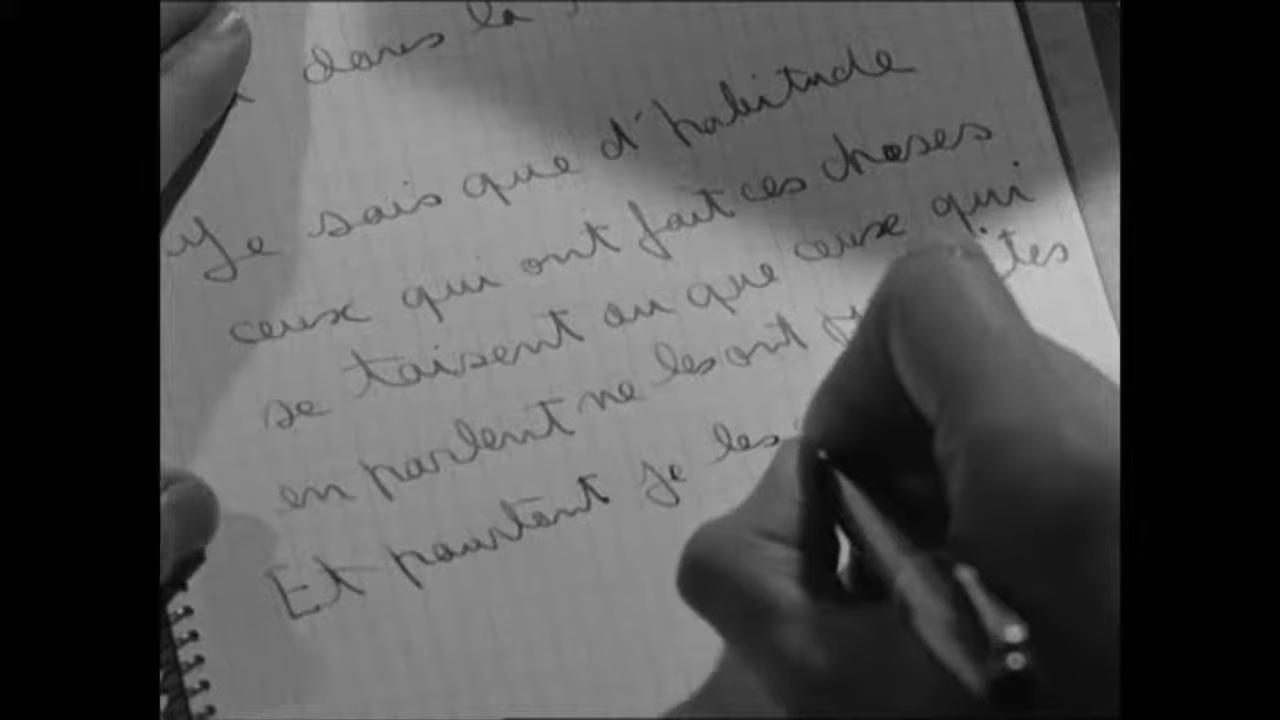 dans la
Je sais que d'habitude
ceux qui ont fait ces choses
se taisent ou que ceux qui
en parlent ne les ont
Et pourtant je les